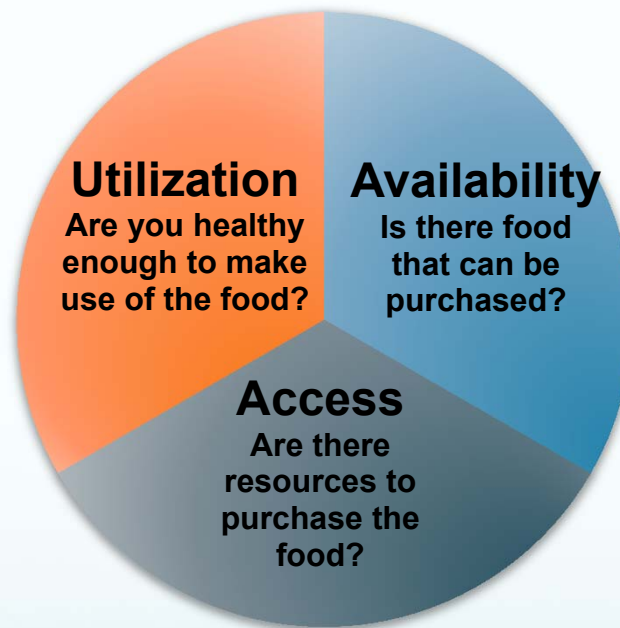 Utilization
Are you healthy
enough to make
use of the food?
Availability
Is there food
that can be
purchased?
Access
Are there
resources to
purchase the
food?